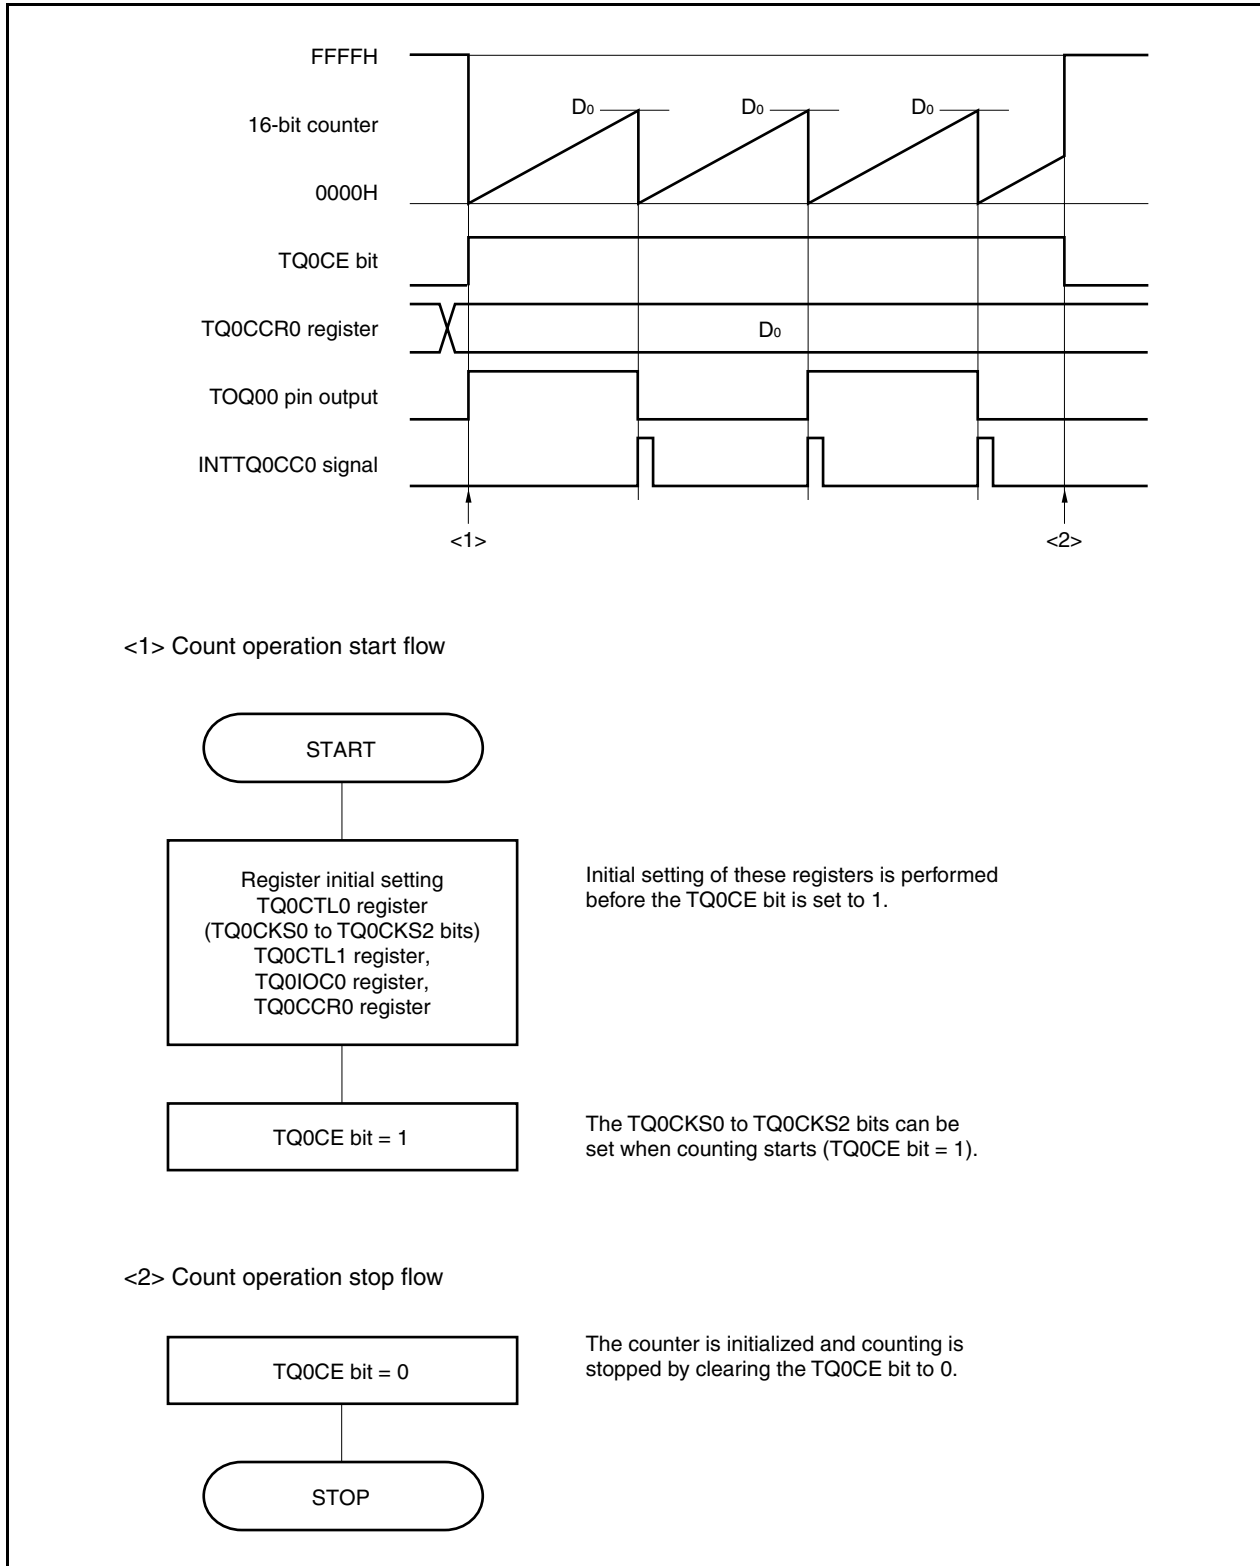 FFFFH
D0 D0 D0
16-bit counter
0000H
TQ0CE bit
TQ0CCR0 register D0
TOQ00 pin output
INTTQ0CC0 signal
<1> <2>
<1> Count operation start flow
START
Register initial setting
TQ0CTL0 register
(TQ0CKS0 to TQ0CKS2 bits)
TQ0CTL1 register,
TQ0IOC0 register,
TQ0CCR0 register
Initial setting of these registers is performed
before the TQ0CE bit is set to 1.
TQ0CE bit = 1
The TQ0CKS0 to TQ0CKS2 bits can be
set when counting starts (TQ0CE bit = 1).
<2> Count operation stop flow
TQ0CE bit = 0
The counter is initialized and counting is
stopped by clearing the TQ0CE bit to 0.
STOP